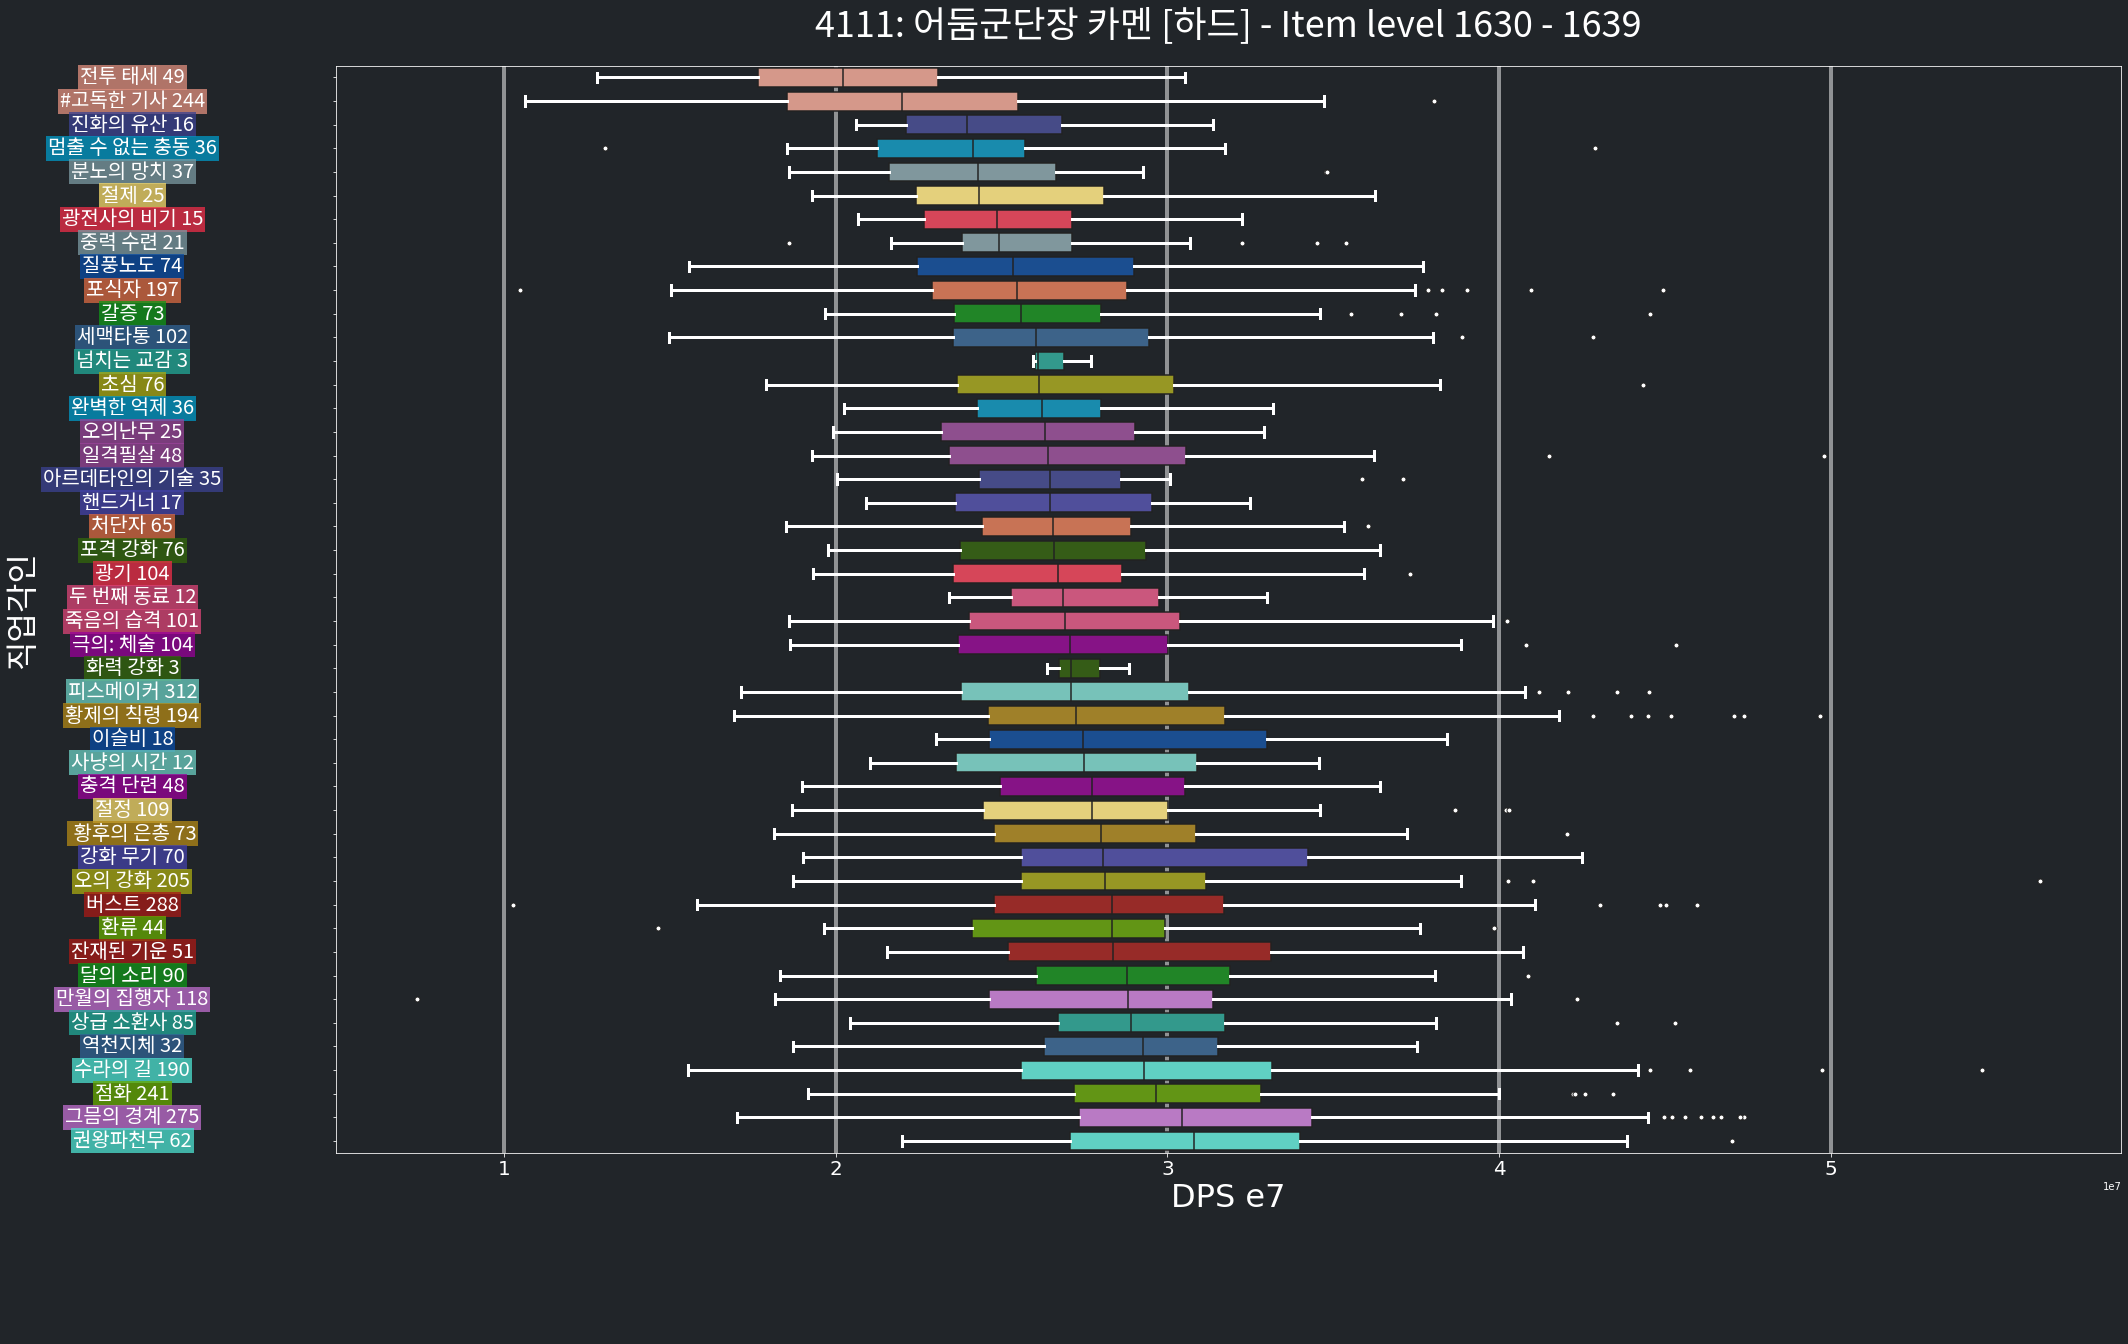 4111: 어둠군단장 카멘 [하드] - Item level 1630 - 1639
직업각인
전투 태세 49
#고독한 기사 244
진화의 유산 16
멈출 수 없는 충동 36
분노의 망치 37
절제 25
광전사의 비기 15
중력 수련 21
질풍노도 74
포식자 197
갈증 73
세맥타통 102
넘치는 교감 3
초심 76
완벽한 억제 36
오의난무 25
일격필살 48
아르데타인의 기술 35
핸드거너 17
처단자 65
포격 강화 76
광기 104
두 번째 동료 12
죽음의 습격 101
극의: 체술 104
화력 강화 3
피스메이커 312
황제의 칙령 194
이슬비 18
사냥의 시간 12
충격 단련 48
절정 109
황후의 은총 73
강화 무기 70
오의 강화 205
버스트 288
환류 44
잔재된 기운 51
달의 소리 90
만월의 집행자 118
상급 소환사 85
역천지체 32
수라의 길 190
점화 241
그믐의 경계 275
권왕파천무 62
1 2 3 4 5
1e7
DPS e7